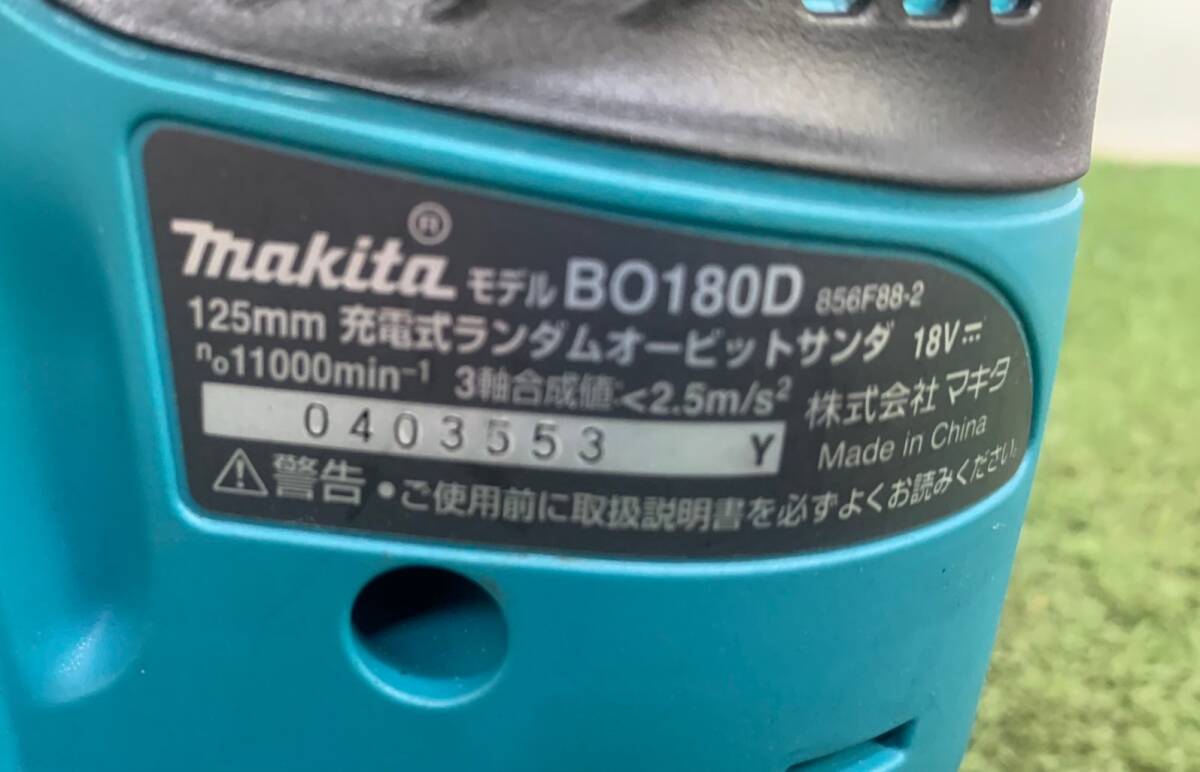 makita® モデル BO180D 856F88-2
125mm 充電式ランダムオービットサンダ 18V⎓
n₀11000min⁻¹ 3軸合成値:<2.5m/s²
株式会社 マキタ
0403553 Y
Made in China
⚠警告 ●ご使用前に取扱説明書を必ずよくお読みください。